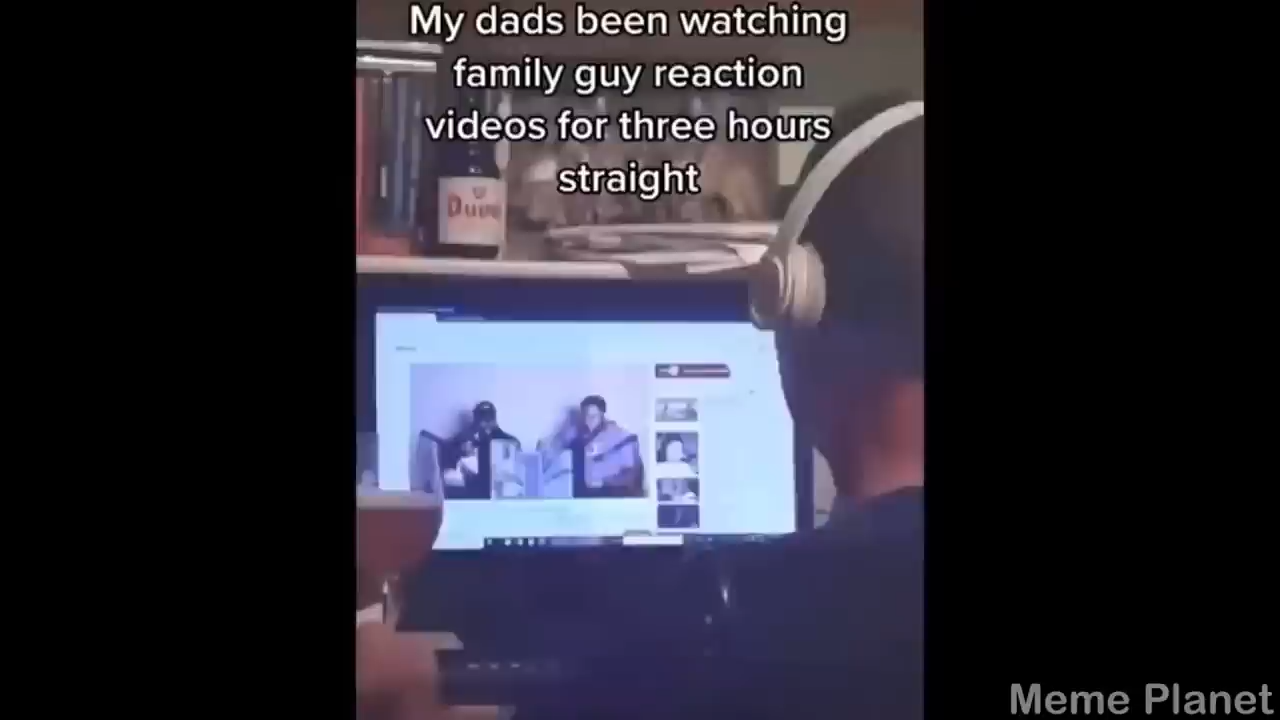 My dads been watching
family guy reaction
videos for three hours
straight
Duvel
Meme Planet